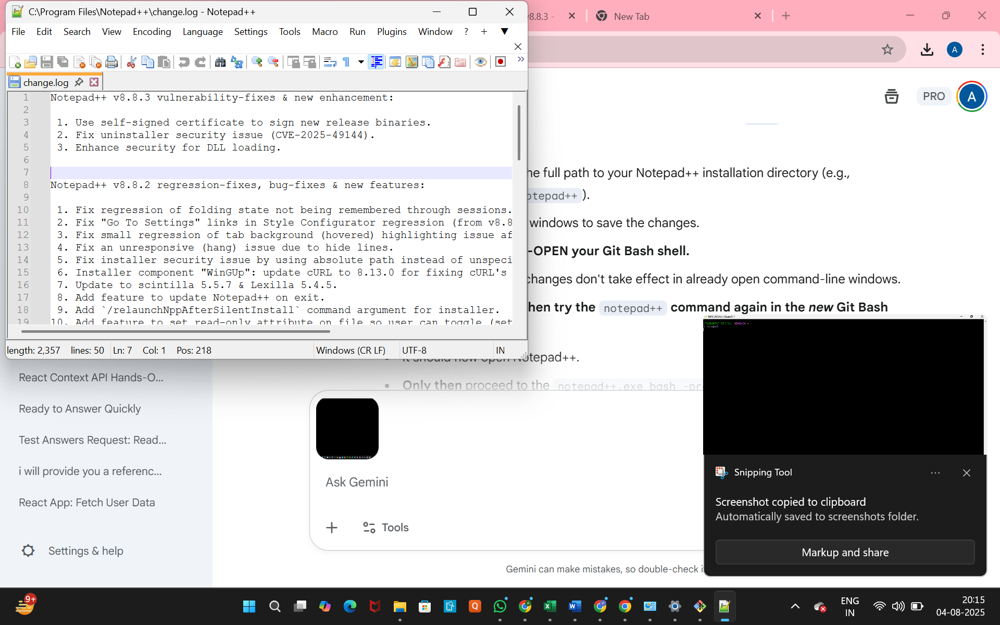 C:\Program Files\Notepad++\change.log - Notepad++
File Edit Search View Encoding Language Settings Tools Macro Run Plugins Window ? +
change.log
1 Notepad++ v8.8.3 vulnerability-fixes & new enhancement:
2
3 1. Use self-signed certificate to sign new release binaries.
4 2. Fix uninstaller security issue (CVE-2025-49144).
5 3. Enhance security for DLL loading.
6
7
8 Notepad++ v8.8.2 regression-fixes, bug-fixes & new features:
9
10 1. Fix regression of folding state not being remembered through sessions.
11 2. Fix "Go To Settings" links in Style Configurator regression (from v8.8
12 3. Fix small regression of tab background (hovered) highlighting issue af
13 4. Fix an unresponsive (hang) issue due to hide lines.
14 5. Fix installer security issue by using absolute path instead of unspeci
15 6. Installer component "WinGUp": update cURL to 8.13.0 for fixing cURL's
16 7. Update to scintilla 5.5.7 & Lexilla 5.4.5.
17 8. Add feature to update Notepad++ on exit.
18 9. Add `/relaunchNppAfterSilentInstall` command argument for installer.
19 10. Add feature to set read-only attribute on file so user can toggle (set
length: 2,357 lines: 50 Ln: 7 Col: 1 Pos: 218 Windows (CR LF) UTF-8 IN
v8.8.3 -
New Tab
A
PRO
A
he full path to your Notepad++ installation directory (e.g.,
otepad++ ).
windows to save the changes.
-OPEN your Git Bash shell.
changes don't take effect in already open command-line windows.
hen try the notepad++ command again in the new Git Bash
It should now open Notepad++.
Only then proceed to the notepad++.exe bash -pr
React Context API Hands-O...
Ready to Answer Quickly
Test Answers Request: Read...
i will provide you a referenc...
React App: Fetch User Data
Settings & help
Ask Gemini
Tools
Gemini can make mistakes, so double-check i
Snipping Tool
Screenshot copied to clipboard
Automatically saved to screenshots folder.
Markup and share
9+
ENG
IN
20:15
04-08-2025